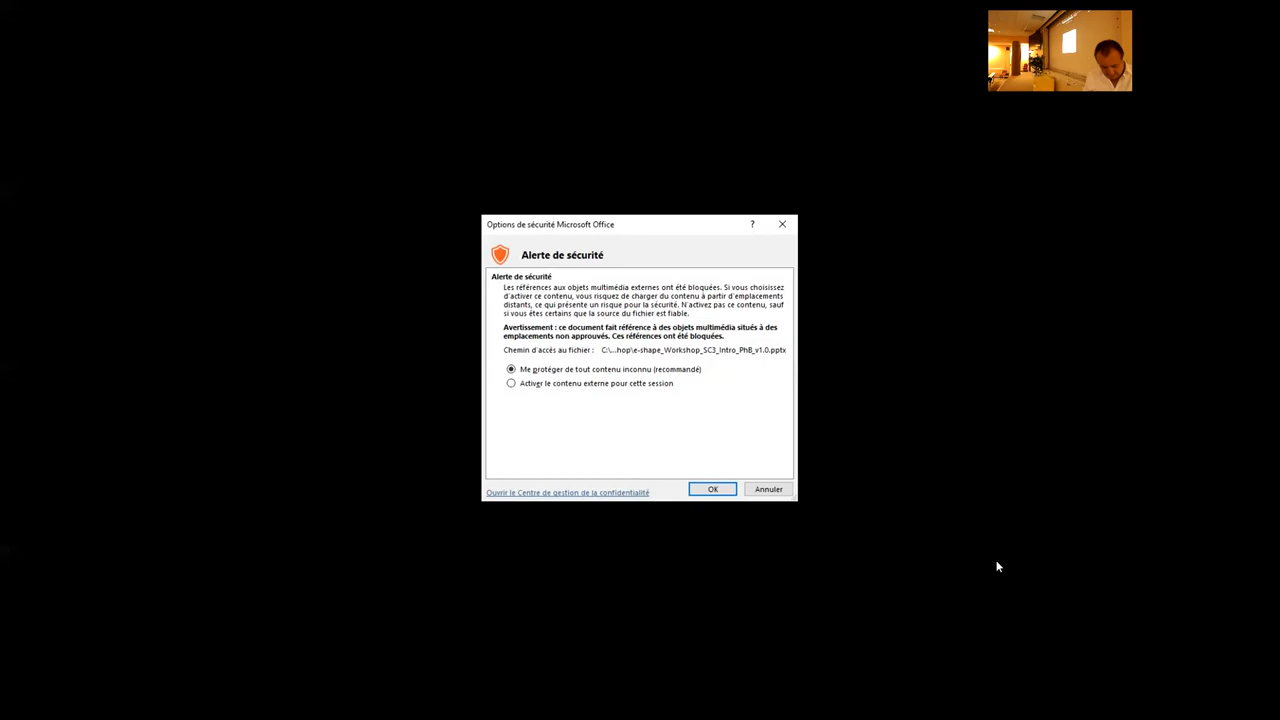 Options de sécurité Microsoft Office
?
Alerte de sécurité
Alerte de sécurité
Les références aux objets multimédia externes ont été bloquées. Si vous choisissez
d'activer ce contenu, vous risquez de charger du contenu à partir d'emplacements
distants, ce qui présente un risque pour la sécurité. N'activez pas ce contenu, sauf
si vous êtes certains que la source du fichier est fiable.
Avertissement : ce document fait référence à des objets multimédia situés à des
emplacements non approuvés. Ces références ont été bloquées.
Chemin d'accès au fichier : C:\...hop\e-shape_Workshop_SC3_Intro_PhB_v1.0.pptx
Me protéger de tout contenu inconnu (recommandé)
Activer le contenu externe pour cette session
Ouvrir le Centre de gestion de la confidentialité
OK
Annuler